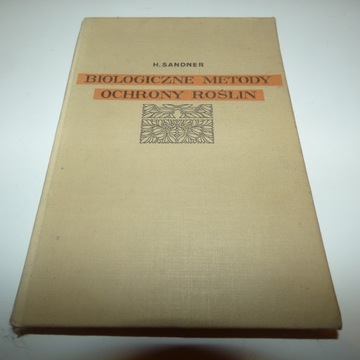 H. SANDNER
BIOLOGICZNE METODY
OCHRONY ROŚLIN